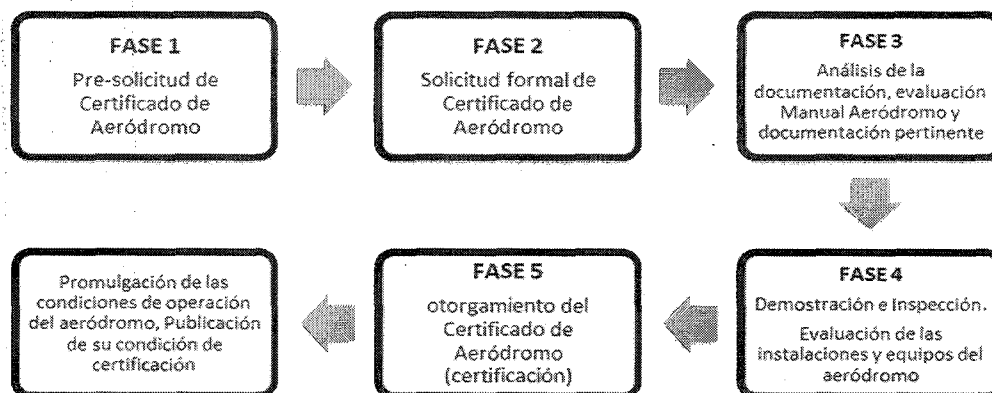 FASE 1
Pre-solicitud de
Certificado de
Aeródromo
FASE 2
Solicitud formal de
Certificado de
Aeródromo
FASE 3
Análisis de la
documentación, evaluación
Manual Aeródromo y
documentación pertinente
FASE 4
Demostración e Inspección.
Evaluación de las
instalaciones y equipos del
aeródromo
FASE 5
otorgamiento del
Certificado de
Aeródromo
(certificación)
Promulgación de las
condiciones de operación
del aeródromo, Publicación
de su condición de
certificación